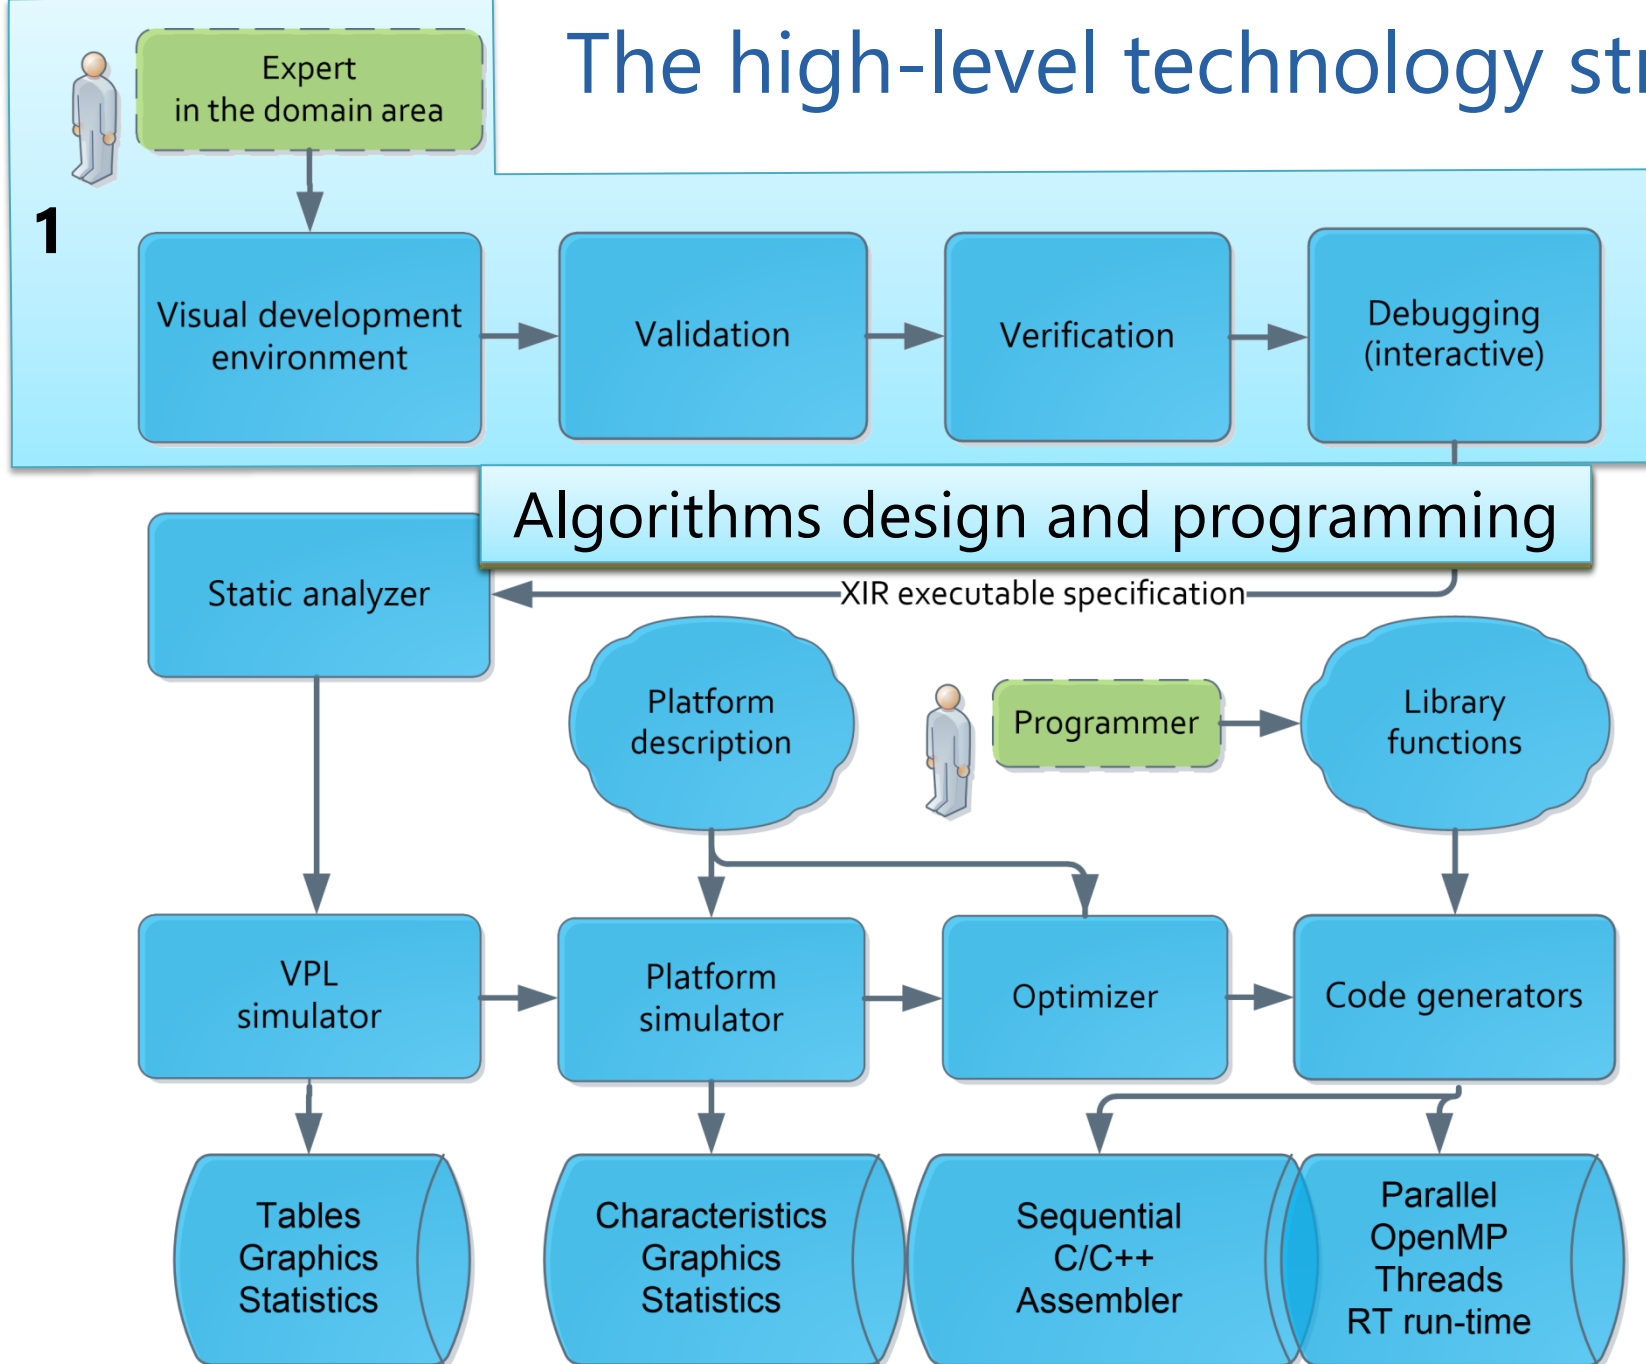 The high-level technology
Expert
in the domain area
1
Visual development
environment
Validation
Verification
Debugging
(interactive)
Algorithms design and programming
Static analyzer
XIR executable specification
Platform
description
Programmer
Library
functions
VPL
simulator
Platform
simulator
Optimizer
Code generators
Tables
Graphics
Statistics
Characteristics
Graphics
Statistics
Sequential
C/C++
Assembler
Parallel
OpenMP
Threads
RT run-time